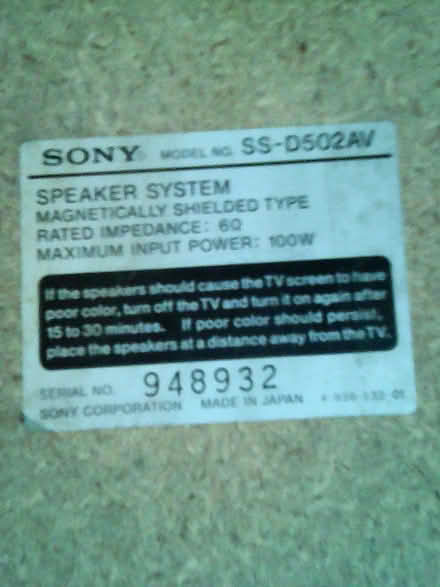 SONY® MODEL NO. SS-D502AV
SPEAKER SYSTEM
MAGNETICALLY SHIELDED TYPE
RATED IMPEDANCE: 6Ω
MAXIMUM INPUT POWER: 100W
If the speakers should cause the TV screen to have
poor color, turn off the TV and turn it on again after
15 to 30 minutes. If poor color should persist,
place the speakers at a distance away from the TV.
SERIAL NO. 948932
SONY CORPORATION MADE IN JAPAN